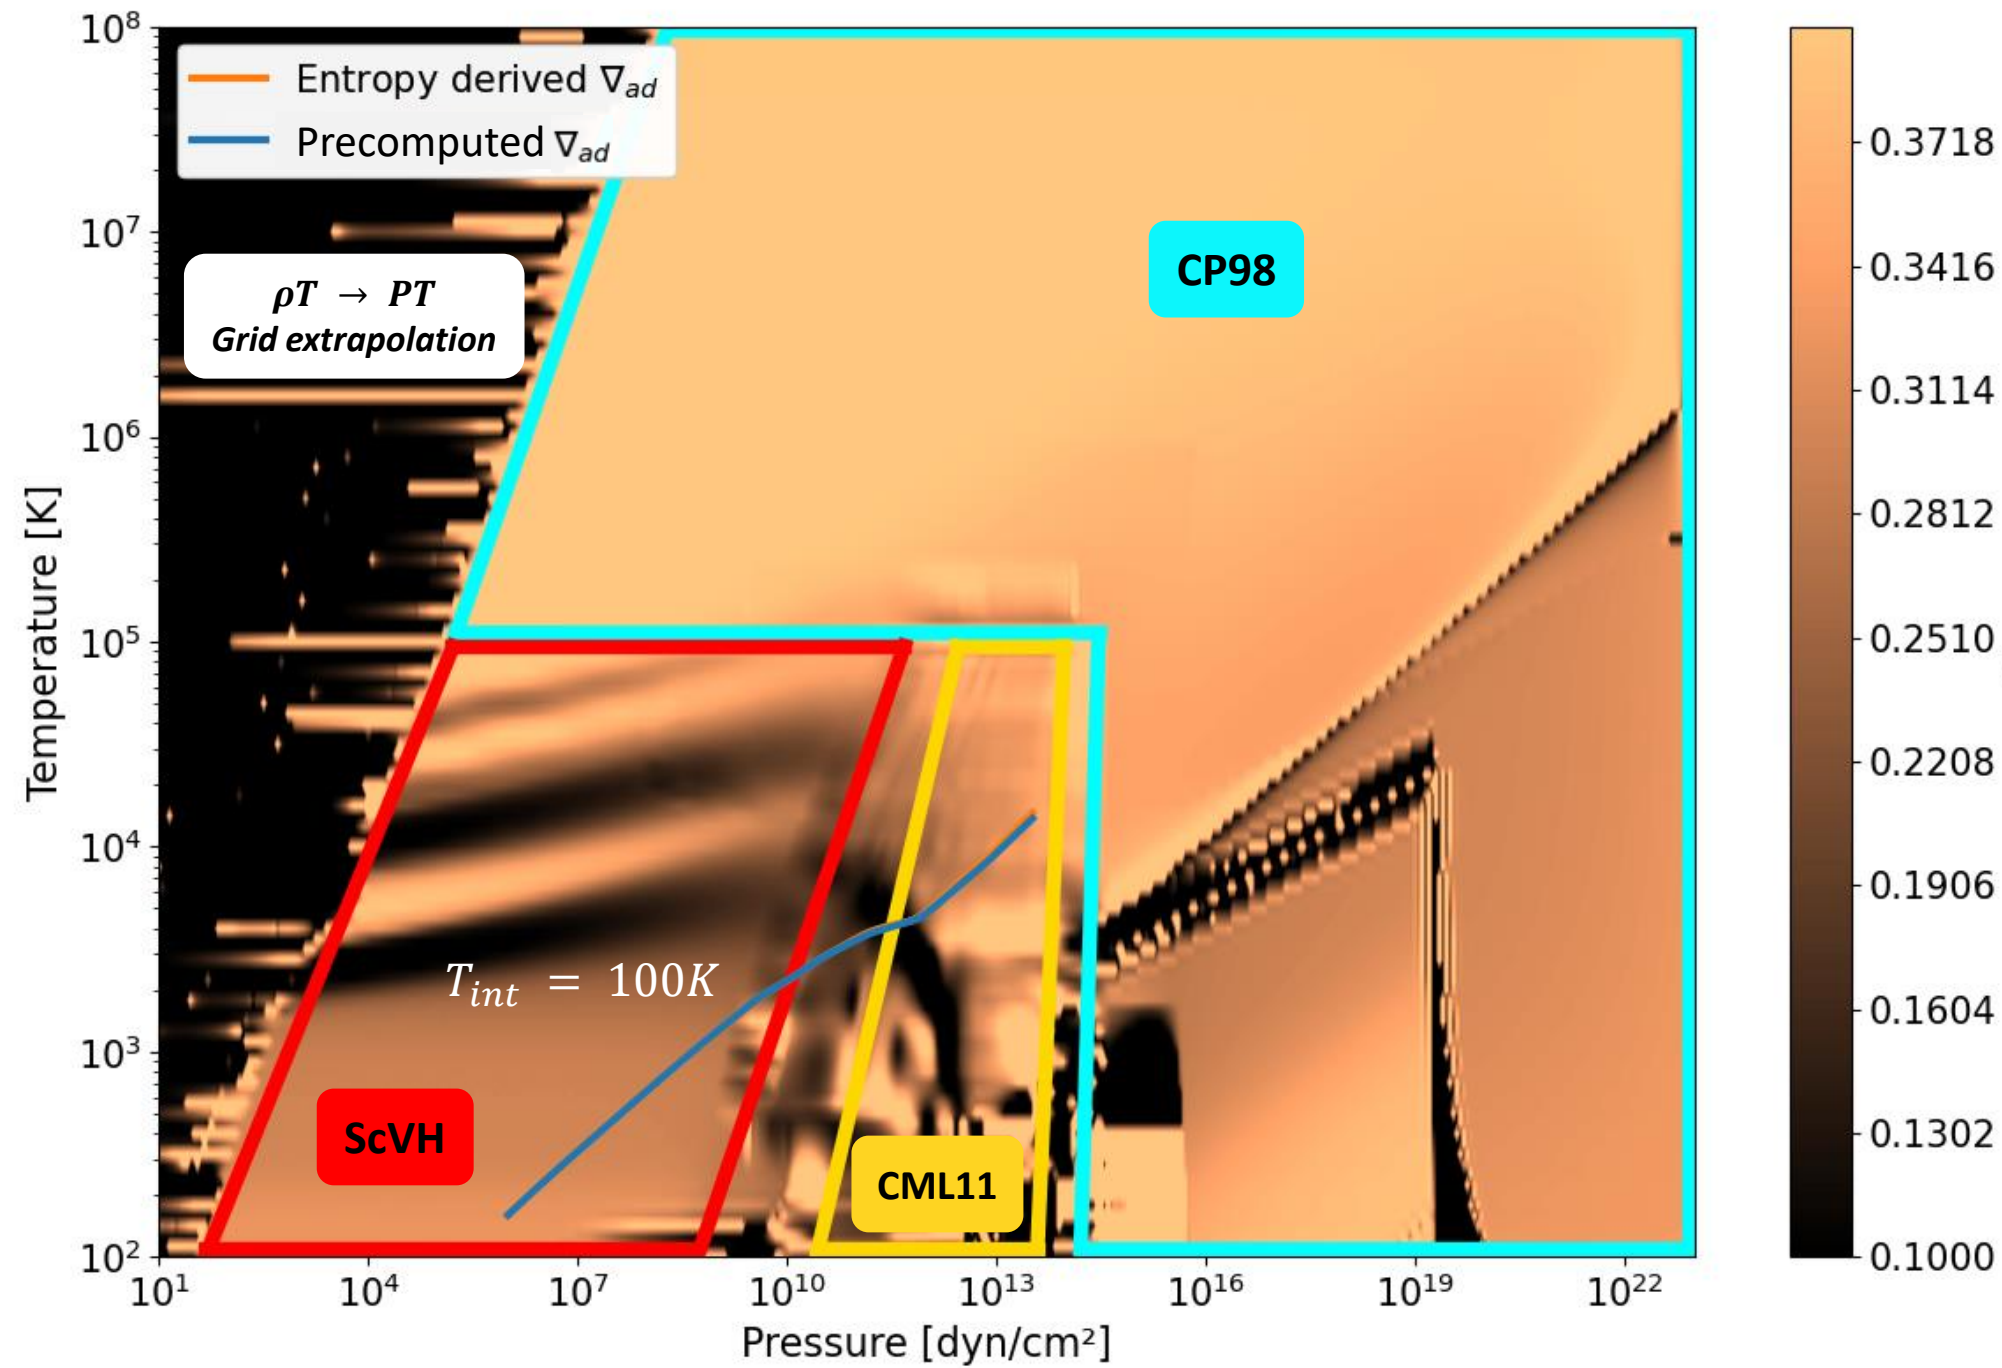 10⁸
Entropy derived ∇ad
Precomputed ∇ad
0.3718
10⁷
CP98
0.3416
ρT → PT
Grid extrapolation
0.3114
10⁶
0.2812
Temperature [K]
10⁵
0.2510
0.2208
10⁴
0.1906
T_int = 100K
0.1604
10³
ScVH
0.1302
CML11
10²
0.1000
10¹ 10⁴ 10⁷ 10¹⁰ 10¹³ 10¹⁶ 10¹⁹ 10²²
Pressure [dyn/cm²]